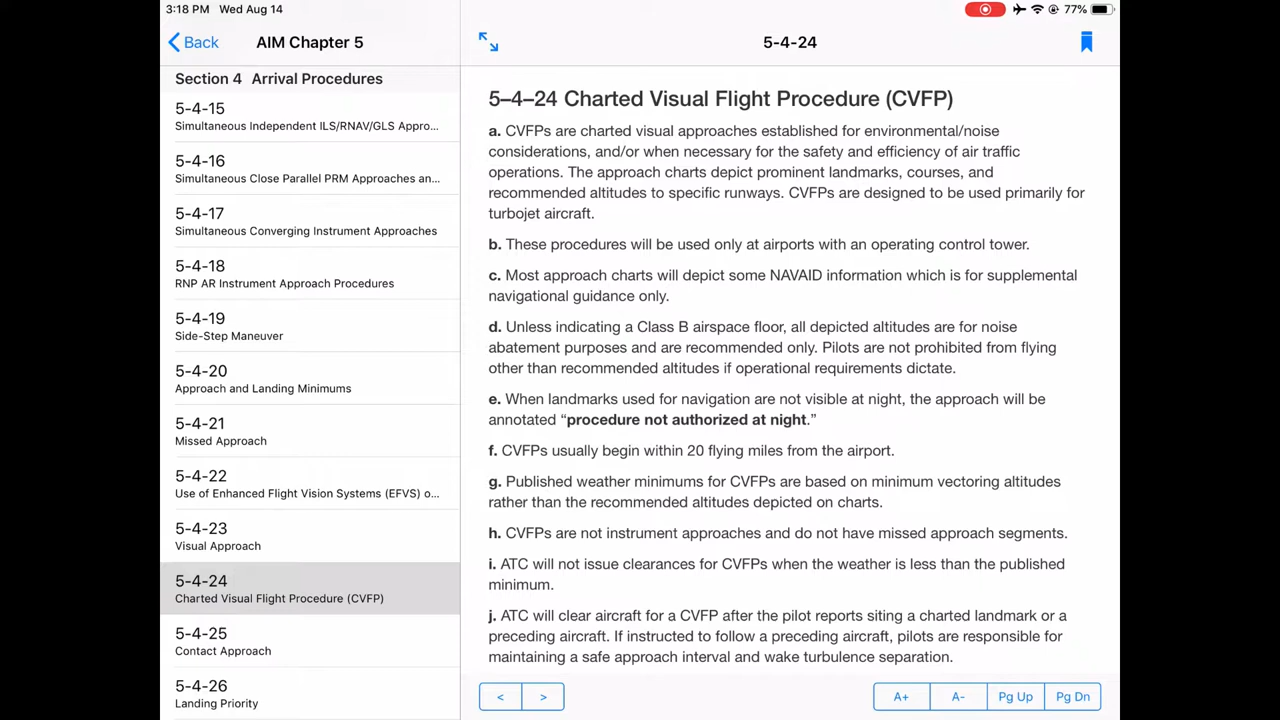 3:18 PM Wed Aug 14
77%
Back
AIM Chapter 5
5-4-24
Section 4 Arrival Procedures
5-4-15
Simultaneous Independent ILS/RNAV/GLS Appro...
5-4-16
Simultaneous Close Parallel PRM Approaches an...
5-4-17
Simultaneous Converging Instrument Approaches
5-4-18
RNP AR Instrument Approach Procedures
5-4-19
Side-Step Maneuver
5-4-20
Approach and Landing Minimums
5-4-21
Missed Approach
5-4-22
Use of Enhanced Flight Vision Systems (EFVS) o...
5-4-23
Visual Approach
5-4-24
Charted Visual Flight Procedure (CVFP)
5-4-25
Contact Approach
5-4-26
Landing Priority
5–4–24 Charted Visual Flight Procedure (CVFP)
a. CVFPs are charted visual approaches established for environmental/noise
considerations, and/or when necessary for the safety and efficiency of air traffic
operations. The approach charts depict prominent landmarks, courses, and
recommended altitudes to specific runways. CVFPs are designed to be used primarily for
turbojet aircraft.
b. These procedures will be used only at airports with an operating control tower.
c. Most approach charts will depict some NAVAID information which is for supplemental
navigational guidance only.
d. Unless indicating a Class B airspace floor, all depicted altitudes are for noise
abatement purposes and are recommended only. Pilots are not prohibited from flying
other than recommended altitudes if operational requirements dictate.
e. When landmarks used for navigation are not visible at night, the approach will be
annotated “procedure not authorized at night.”
f. CVFPs usually begin within 20 flying miles from the airport.
g. Published weather minimums for CVFPs are based on minimum vectoring altitudes
rather than the recommended altitudes depicted on charts.
h. CVFPs are not instrument approaches and do not have missed approach segments.
i. ATC will not issue clearances for CVFPs when the weather is less than the published
minimum.
j. ATC will clear aircraft for a CVFP after the pilot reports siting a charted landmark or a
preceding aircraft. If instructed to follow a preceding aircraft, pilots are responsible for
maintaining a safe approach interval and wake turbulence separation.
< > A+ A- Pg Up Pg Dn